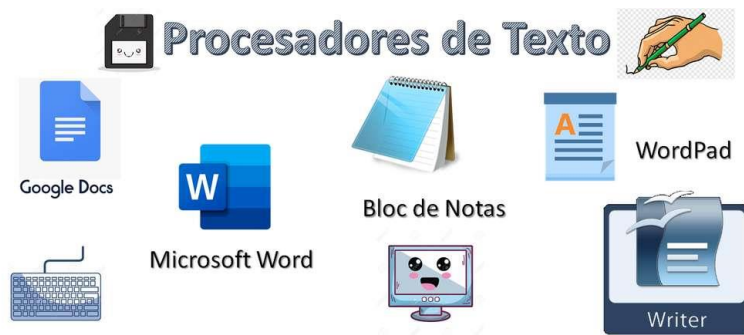 Procesadores de Texto
Google Docs
W
Microsoft Word
Bloc de Notas
A
WordPad
Writer